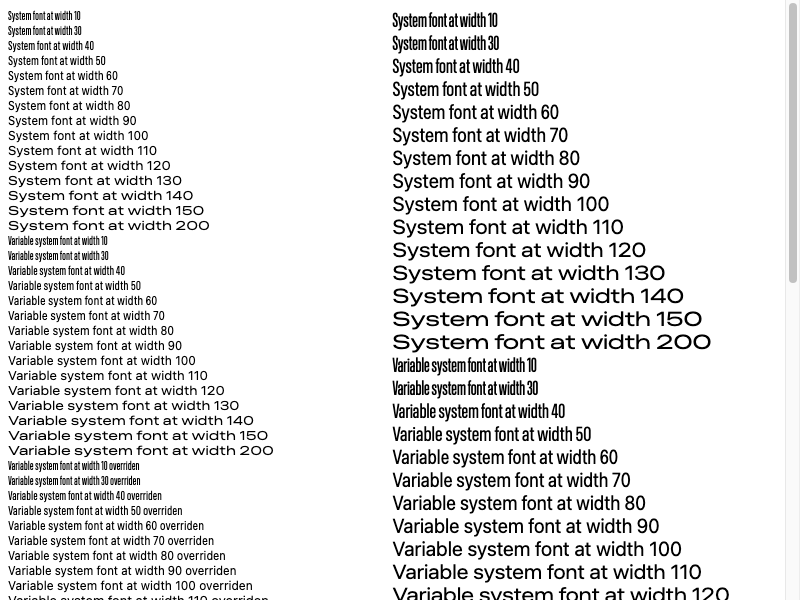 System font at width 10
System font at width 30
System font at width 40
System font at width 50
System font at width 60
System font at width 70
System font at width 80
System font at width 90
System font at width 100
System font at width 110
System font at width 120
System font at width 130
System font at width 140
System font at width 150
System font at width 200
Variable system font at width 10
Variable system font at width 30
Variable system font at width 40
Variable system font at width 50
Variable system font at width 60
Variable system font at width 70
Variable system font at width 80
Variable system font at width 90
Variable system font at width 100
Variable system font at width 110
Variable system font at width 120
Variable system font at width 130
Variable system font at width 140
Variable system font at width 150
Variable system font at width 200
Variable system font at width 10 overriden
Variable system font at width 30 overriden
Variable system font at width 40 overriden
Variable system font at width 50 overriden
Variable system font at width 60 overriden
Variable system font at width 70 overriden
Variable system font at width 80 overriden
Variable system font at width 90 overriden
Variable system font at width 100 overriden
Variable system font at width 110 overriden
System font at width 10
System font at width 30
System font at width 40
System font at width 50
System font at width 60
System font at width 70
System font at width 80
System font at width 90
System font at width 100
System font at width 110
System font at width 120
System font at width 130
System font at width 140
System font at width 150
System font at width 200
Variable system font at width 10
Variable system font at width 30
Variable system font at width 40
Variable system font at width 50
Variable system font at width 60
Variable system font at width 70
Variable system font at width 80
Variable system font at width 90
Variable system font at width 100
Variable system font at width 110
Variable system font at width 120